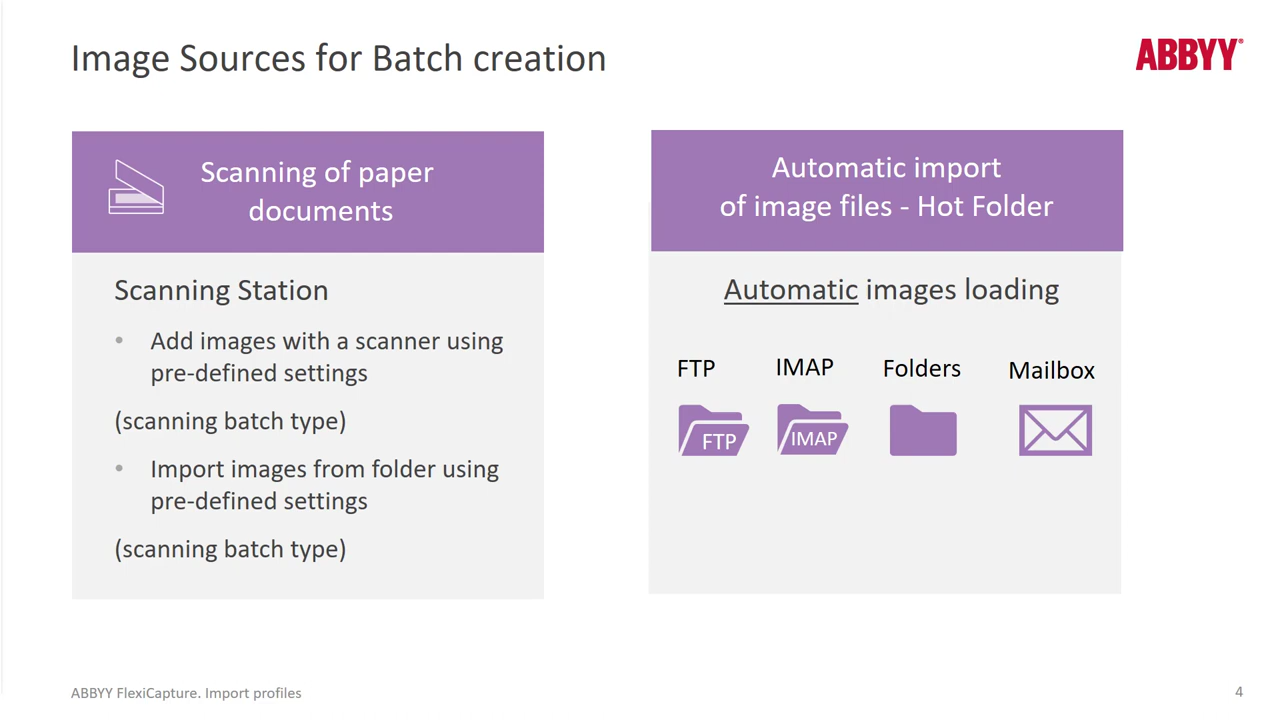 Image Sources for Batch creation
ABBYY®
Scanning of paper
documents
Scanning Station
• Add images with a scanner using
pre-defined settings
(scanning batch type)
• Import images from folder using
pre-defined settings
(scanning batch type)
Automatic import
of image files - Hot Folder
Automatic images loading
FTP IMAP Folders Mailbox
FTP IMAP
ABBYY FlexiCapture. Import profiles
4